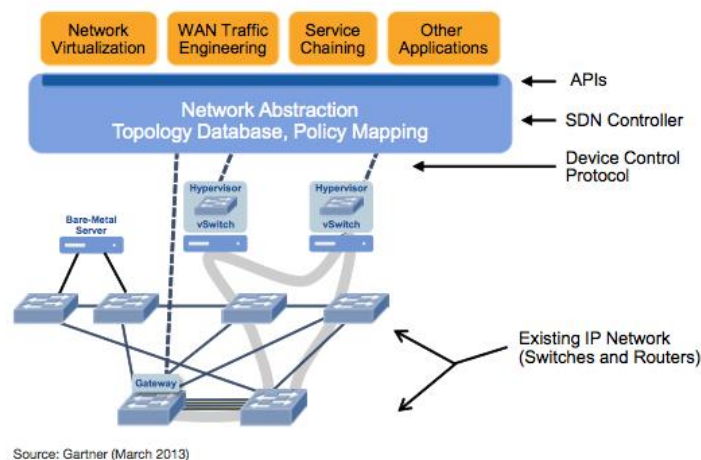 Network
Virtualization
WAN Traffic
Engineering
Service
Chaining
Other
Applications
APIs
Network Abstraction
Topology Database, Policy Mapping
SDN Controller
Device Control
Protocol
Hypervisor
vSwitch
Hypervisor
vSwitch
Bare-Metal
Server
Existing IP Network
(Switches and Routers)
Gateway
Source: Gartner (March 2013)